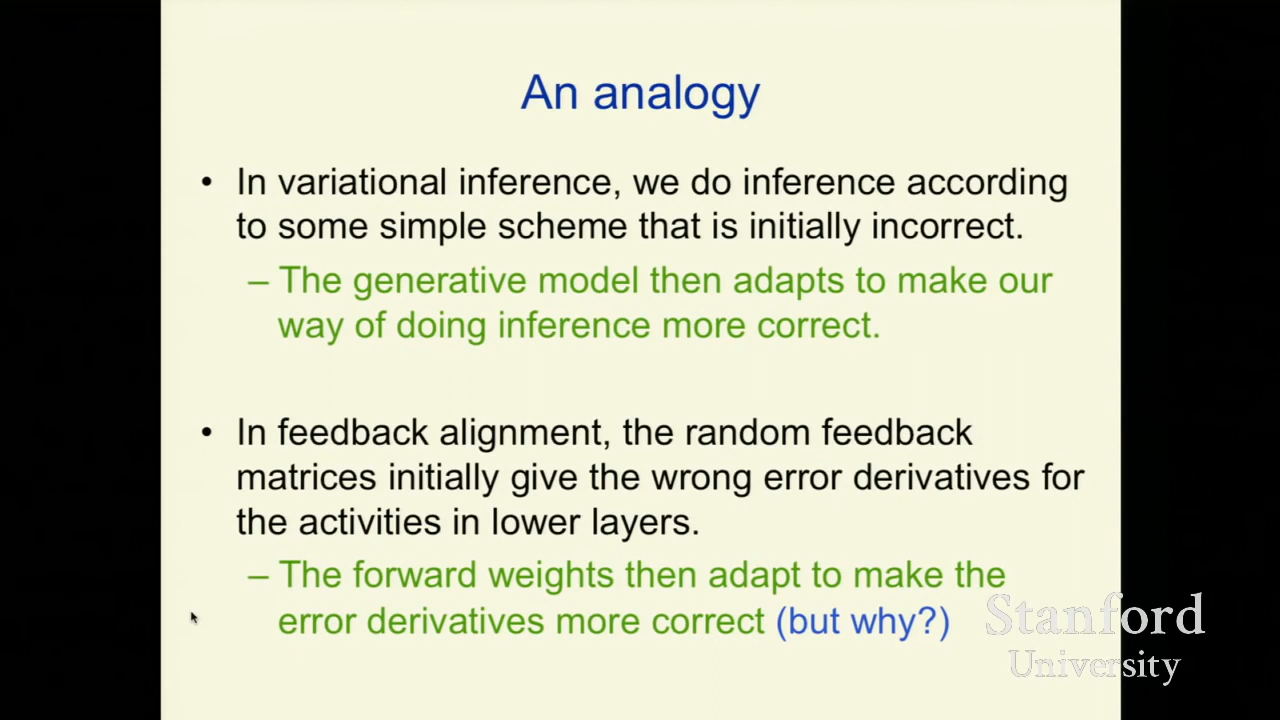 An analogy
• In variational inference, we do inference according
to some simple scheme that is initially incorrect.
– The generative model then adapts to make our
way of doing inference more correct.
• In feedback alignment, the random feedback
matrices initially give the wrong error derivatives for
the activities in lower layers.
– The forward weights then adapt to make the
error derivatives more correct (but why?)
Stanford
University